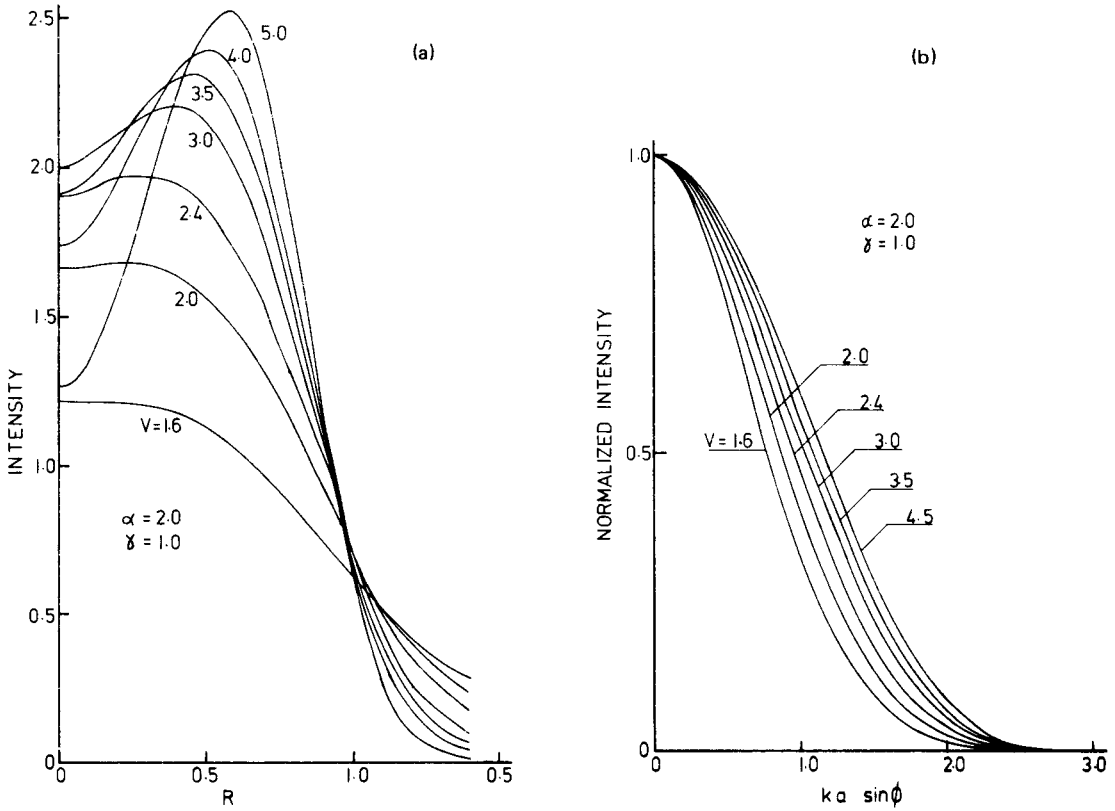 (a)
2.5
2.0
1.5
1.0
0.5
0
INTENSITY
5.0
4.0
3.5
3.0
2.4
2.0
V=1.6
α = 2.0
γ = 1.0
0
0.5
1.0
0.5
R
(b)
1.0
0.5
0
NORMALIZED INTENSITY
α = 2.0
γ = 1.0
2.0
2.4
V = 1.6
3.0
3.5
4.5
0
1.0
2.0
3.0
ka sinϕ